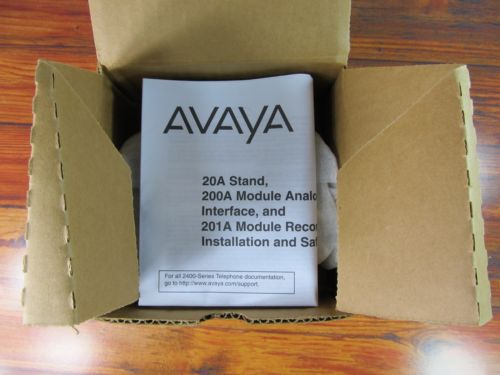 AVAYA
20A Stand,
200A Module Analo
Interface, and
201A Module Reco
Installation and Sa
For all 2400-Series Telephone documentation,
go to http://www.avaya.com/support.